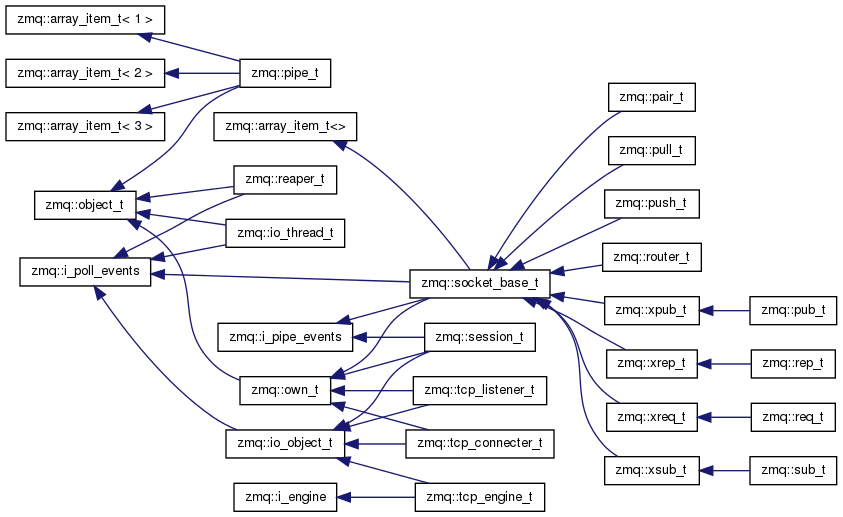 zmq::array_item_t< 1 >
zmq::array_item_t< 2 >
zmq::pipe_t
zmq::pair_t
zmq::array_item_t< 3 >
zmq::array_item_t<>
zmq::pull_t
zmq::reaper_t
zmq::object_t
zmq::push_t
zmq::io_thread_t
zmq::router_t
zmq::i_poll_events
zmq::socket_base_t
zmq::xpub_t
zmq::pub_t
zmq::i_pipe_events
zmq::session_t
zmq::xrep_t
zmq::rep_t
zmq::own_t
zmq::tcp_listener_t
zmq::xreq_t
zmq::req_t
zmq::io_object_t
zmq::tcp_connecter_t
zmq::xsub_t
zmq::sub_t
zmq::i_engine
zmq::tcp_engine_t